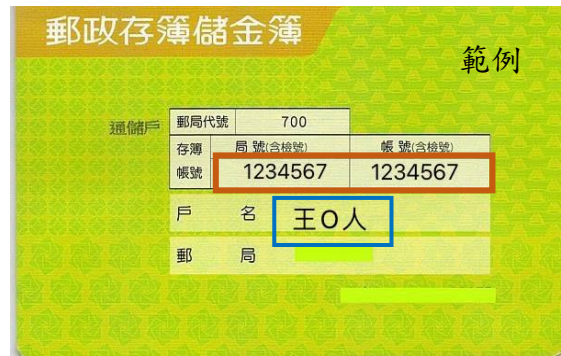 郵政存簿儲金簿
範例
通儲戶
郵局代號 700
存簿 局號(含檢號) 帳號(含檢號)
帳號 1234567 1234567
戶名 王O人
郵局